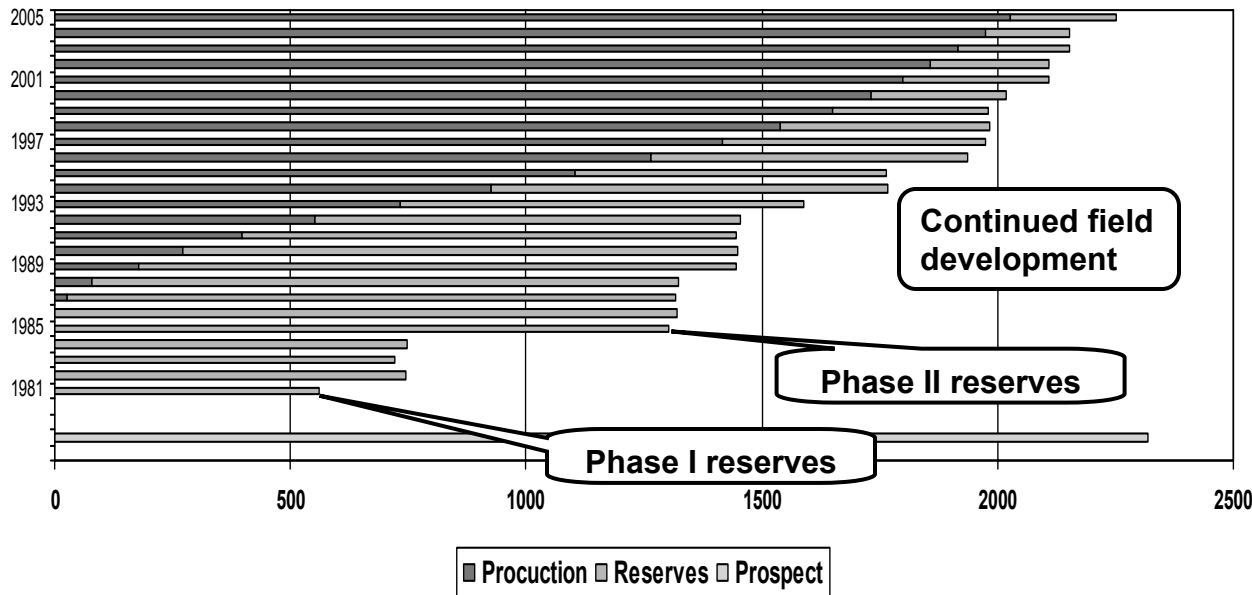 2005
2001
1997
1993
1989
1985
1981
Continued field
development
Phase II reserves
Phase I reserves
0 500 1000 1500 2000 2500
Procuction Reserves Prospect